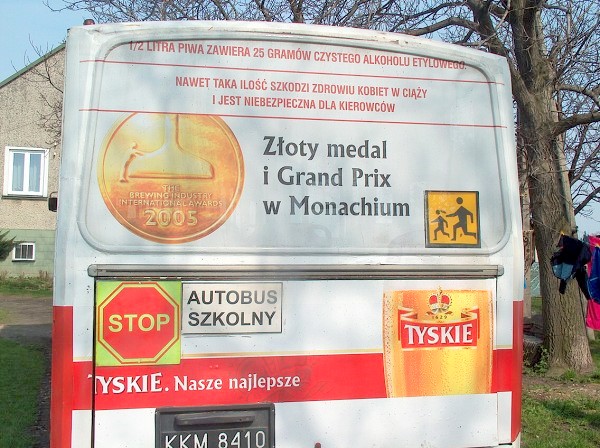 1/2 LITRA PIWA ZAWIERA 25 GRAMÓW CZYSTEGO ALKOHOLU ETYLOWEGO.
NAWET TAKA ILOŚĆ SZKODZI ZDROWIU KOBIET W CIĄŻY
I JEST NIEBEZPIECZNA DLA KIEROWCÓW
THE
BREWING INDUSTRY
INTERNATIONAL AWARDS
2005
Złoty medal
i Grand Prix
w Monachium
STOP
AUTOBUS
SZKOLNY
1629
TYSKIE
TYSKIE. Nasze najlepsze
KKM 8410